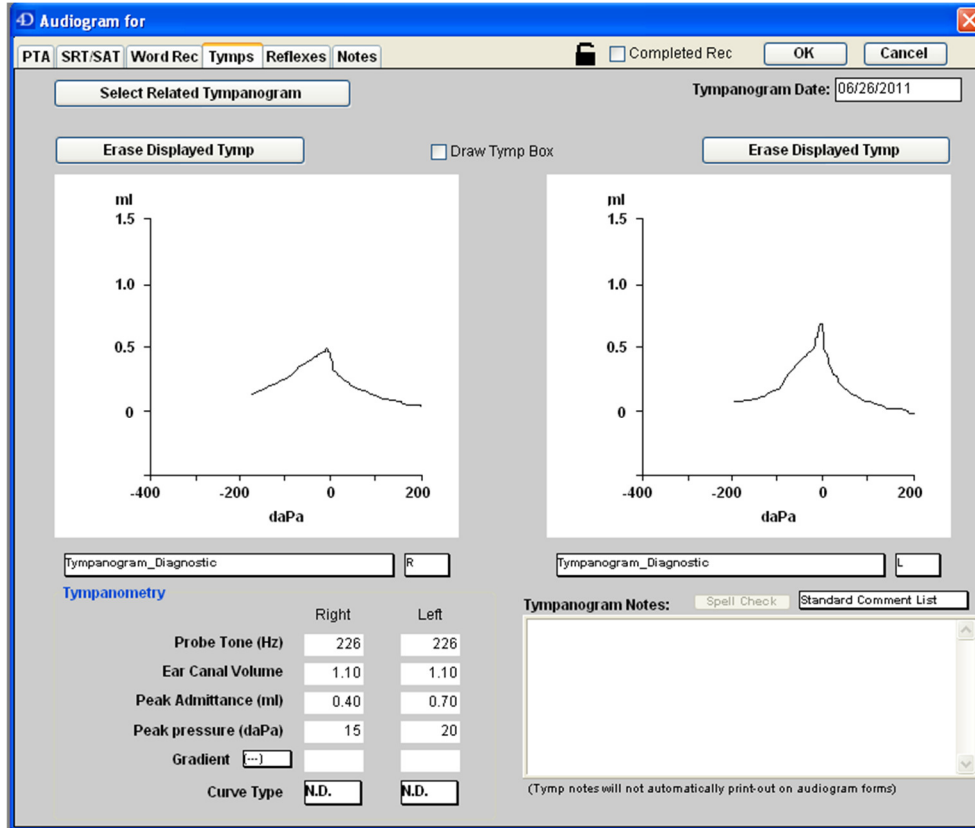 4D Audiogram for
PTA SRT/SAT Word Rec Tymps Reflexes Notes Completed Rec OK Cancel
Select Related Tympanogram Tympanogram Date: 06/26/2011
Erase Displayed Tymp Draw Tymp Box Erase Displayed Tymp
ml
1.5
1.0
0.5
0
-400 -200 0 200
daPa
ml
1.5
1.0
0.5
0
-400 -200 0 200
daPa
Tympanogram_Diagnostic R
Tympanogram_Diagnostic L
Tympanometry
Right Left
Probe Tone (Hz) 226 226
Ear Canal Volume 1.10 1.10
Peak Admittance (ml) 0.40 0.70
Peak pressure (daPa) 15 20
Gradient (---)
Curve Type N.D. N.D.
Tympanogram Notes: Spell Check Standard Comment List
(Tymp notes will not automatically print-out on audiogram forms)